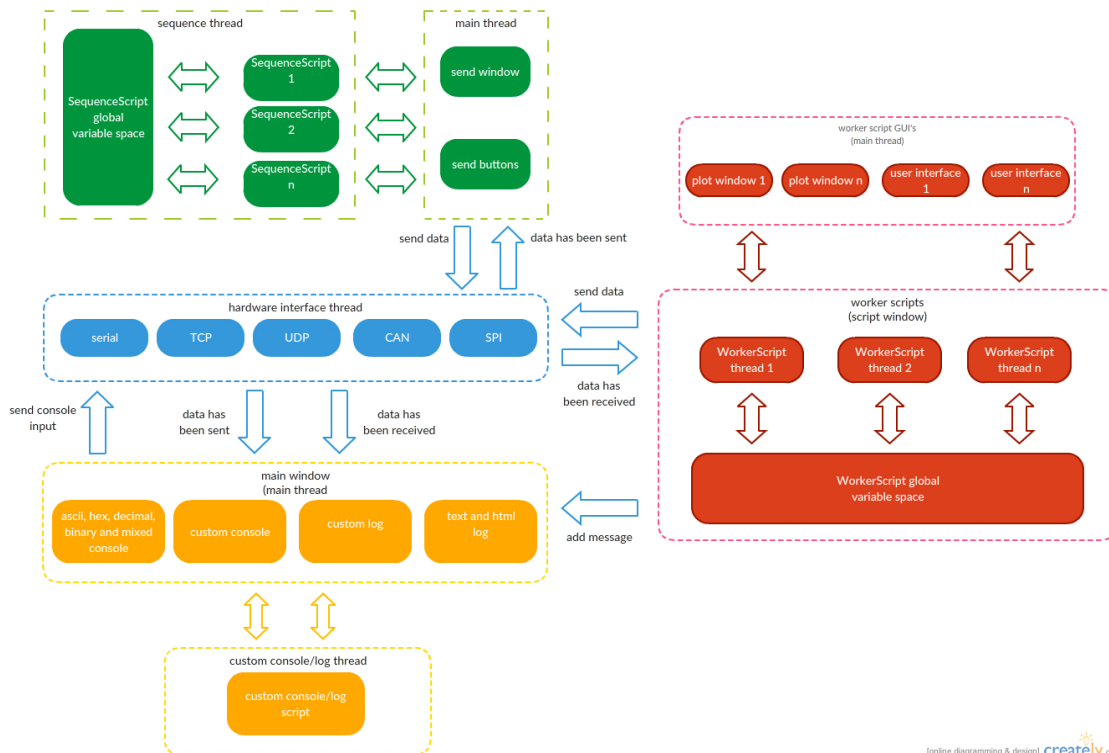 sequence thread
main thread
SequenceScript
global
variable space
SequenceScript
1
SequenceScript
2
SequenceScript
n
send window
send buttons
worker script GUI's
(main thread)
plot window 1
plot window n
user interface
1
user interface
n
send data
data has been sent
hardware interface thread
serial
TCP
UDP
CAN
SPI
send data
data has
been received
worker scripts
(script window)
WorkerScript
thread 1
WorkerScript
thread 2
WorkerScript
thread n
WorkerScript global
variable space
send console
input
data has
been sent
data has
been received
main window
(main thread
ascii, hex, decimal,
binary and mixed
console
custom console
custom log
text and html
log
add message
custom console/log thread
custom console/log
script
[online diagramming & design]
creately